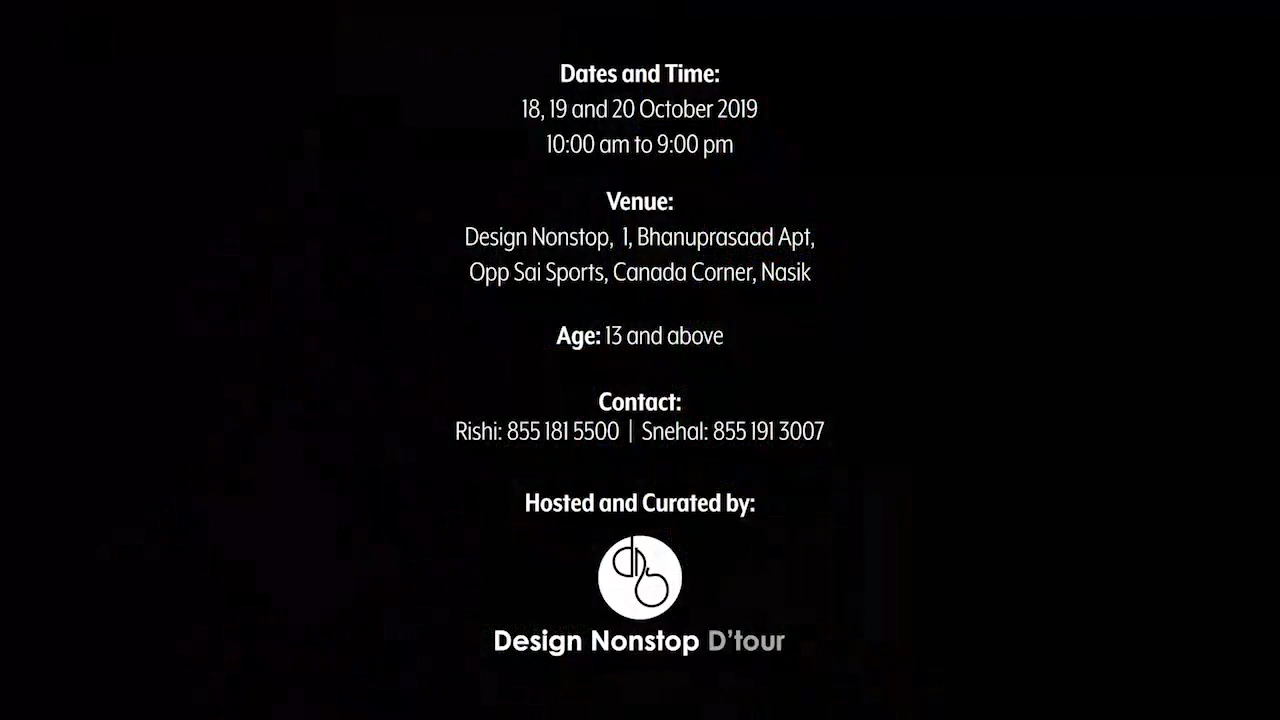 Dates and Time:
18, 19 and 20 October 2019
10:00 am to 9:00 pm
Venue:
Design Nonstop, 1, Bhanuprasaad Apt,
Opp Sai Sports, Canada Corner, Nasik
Age: 13 and above
Contact:
Rishi: 855 181 5500 | Snehal: 855 191 3007
Hosted and Curated by:
Design Nonstop D'tour